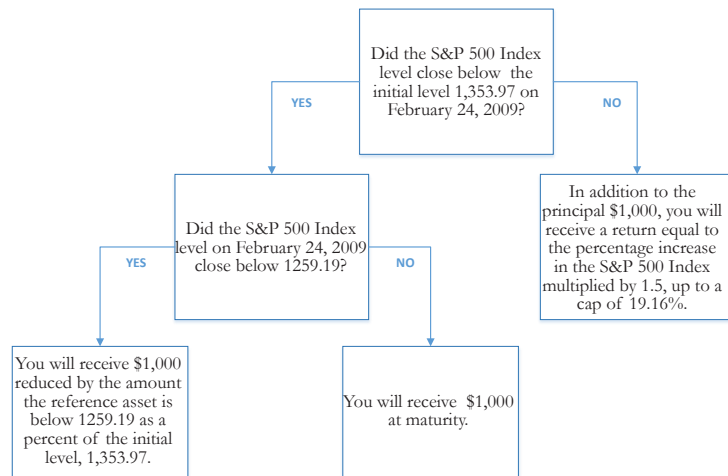 Did the S&P 500 Index
level close below the
initial level 1,353.97 on
February 24, 2009?
YES
NO
Did the S&P 500 Index
level on February 24, 2009
close below 1259.19?
In addition to the
principal $1,000, you will
receive a return equal to
the percentage increase
in the S&P 500 Index
multiplied by 1.5, up to a
cap of 19.16%.
YES
NO
You will receive $1,000
reduced by the amount
the reference asset is
below 1259.19 as a
percent of the initial
level, 1,353.97.
You will receive $1,000
at maturity.